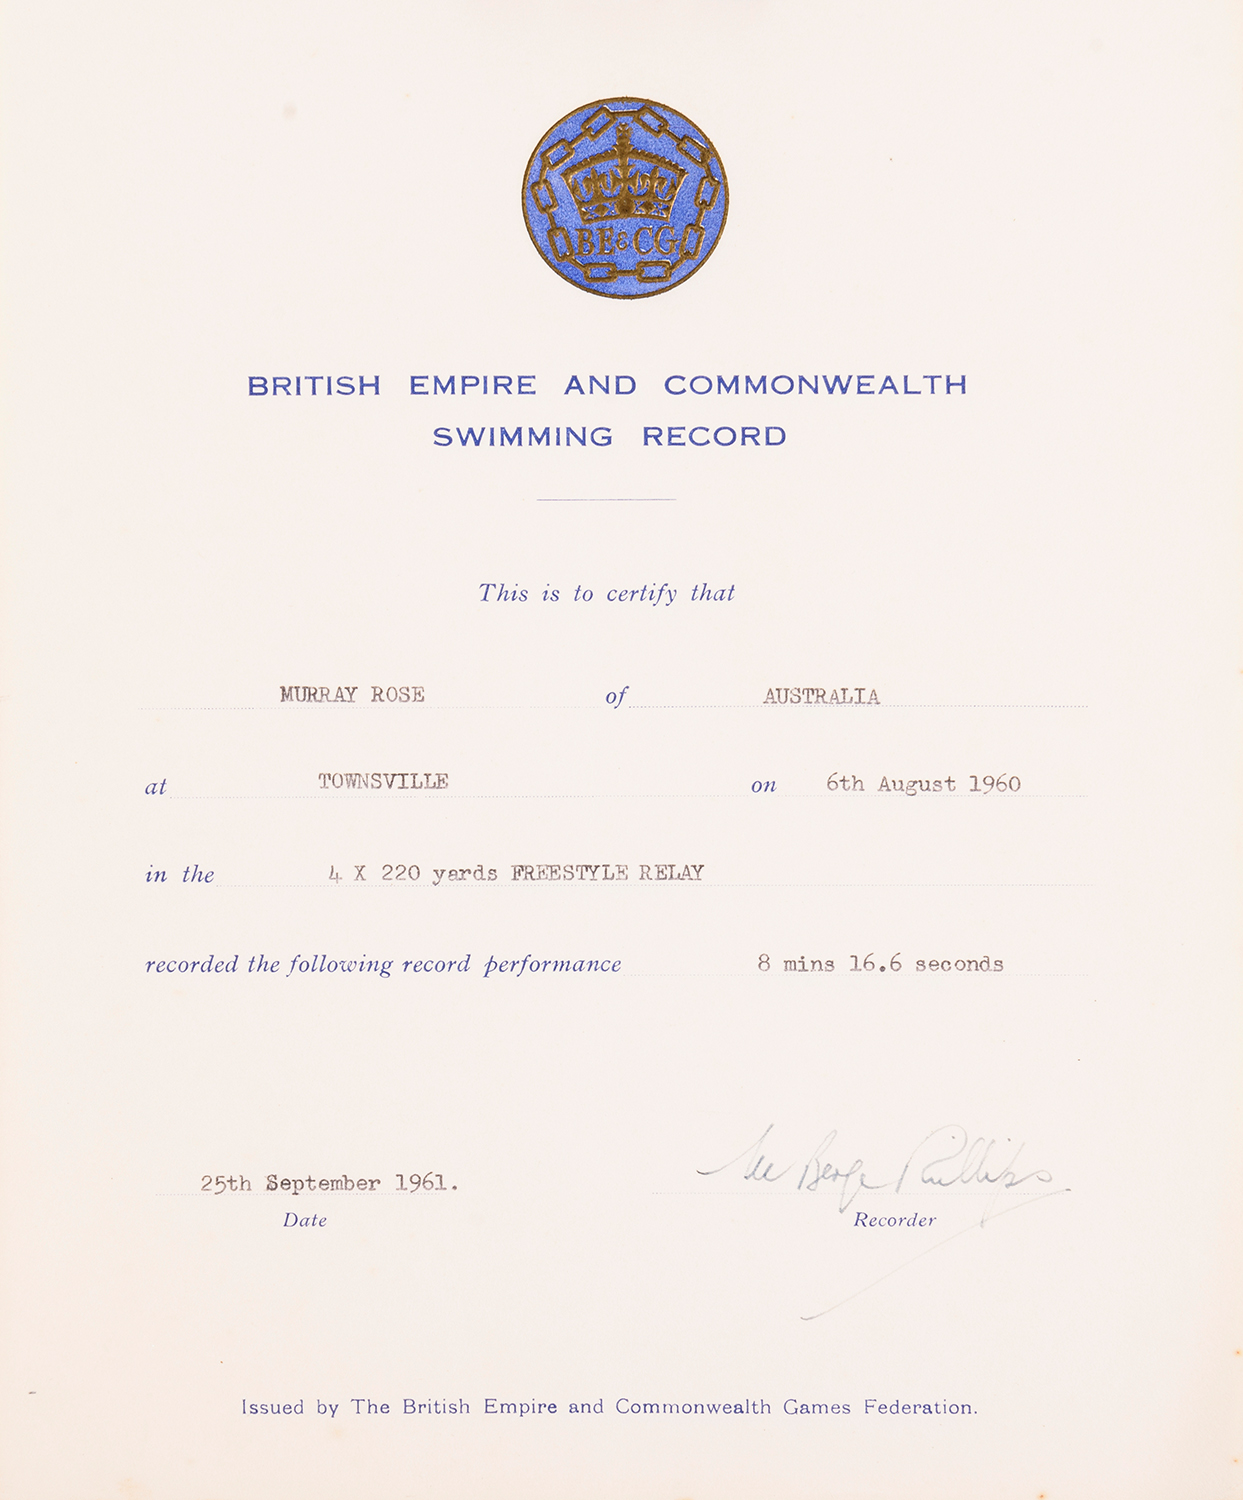 BE&CG
BRITISH EMPIRE AND COMMONWEALTH
SWIMMING RECORD
This is to certify that
MURRAY ROSE of AUSTRALIA
at TOWNSVILLE on 6th August 1960
in the 4 X 220 yards FREESTYLE RELAY
recorded the following record performance 8 mins 16.6 seconds
25th September 1961.
Berge Phillips
Date Recorder
Issued by The British Empire and Commonwealth Games Federation.